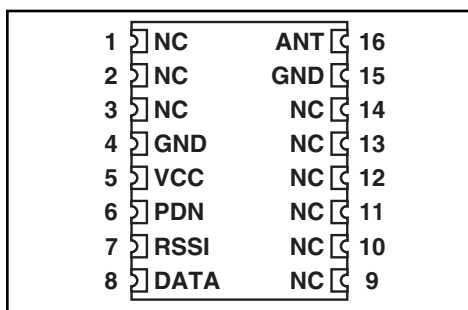 1 NC ANT 16
2 NC GND 15
3 NC NC 14
4 GND NC 13
5 VCC NC 12
6 PDN NC 11
7 RSSI NC 10
8 DATA NC 9